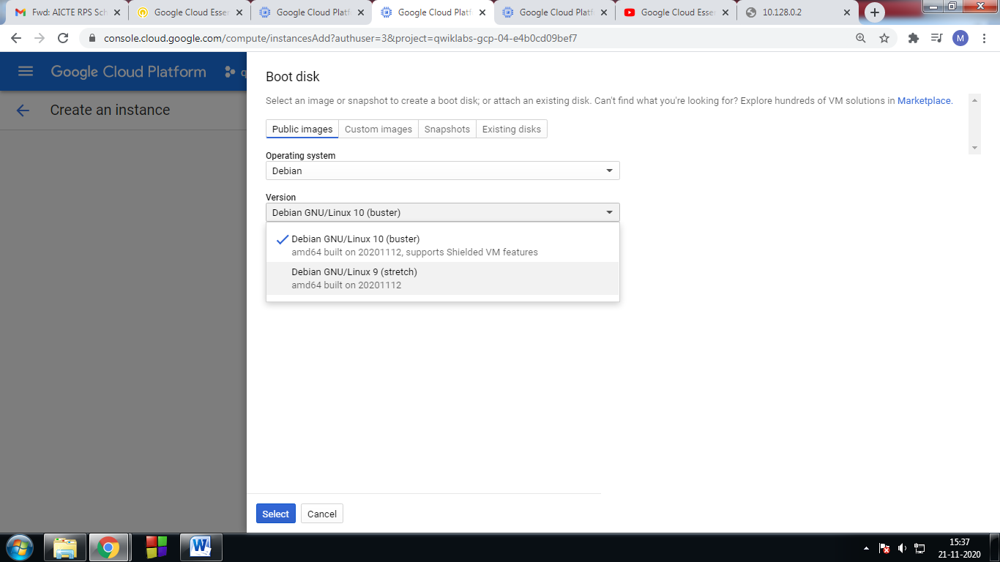 Fwd: AICTE RPS Sch
Google Cloud Essen
Google Cloud Platf
Google Cloud Platf
Google Cloud Platf
Google Cloud Essen
10.128.0.2
console.cloud.google.com/compute/instancesAdd?authuser=3&project=qwiklabs-gcp-04-e4b0cd09bef7
M
Google Cloud Platform
q
Create an instance
Boot disk
Select an image or snapshot to create a boot disk; or attach an existing disk. Can't find what you're looking for? Explore hundreds of VM solutions in Marketplace.
Public images
Custom images
Snapshots
Existing disks
Operating system
Debian
Version
Debian GNU/Linux 10 (buster)
Debian GNU/Linux 10 (buster)
amd64 built on 20201112, supports Shielded VM features
Debian GNU/Linux 9 (stretch)
amd64 built on 20201112
Select
Cancel
15:37
21-11-2020